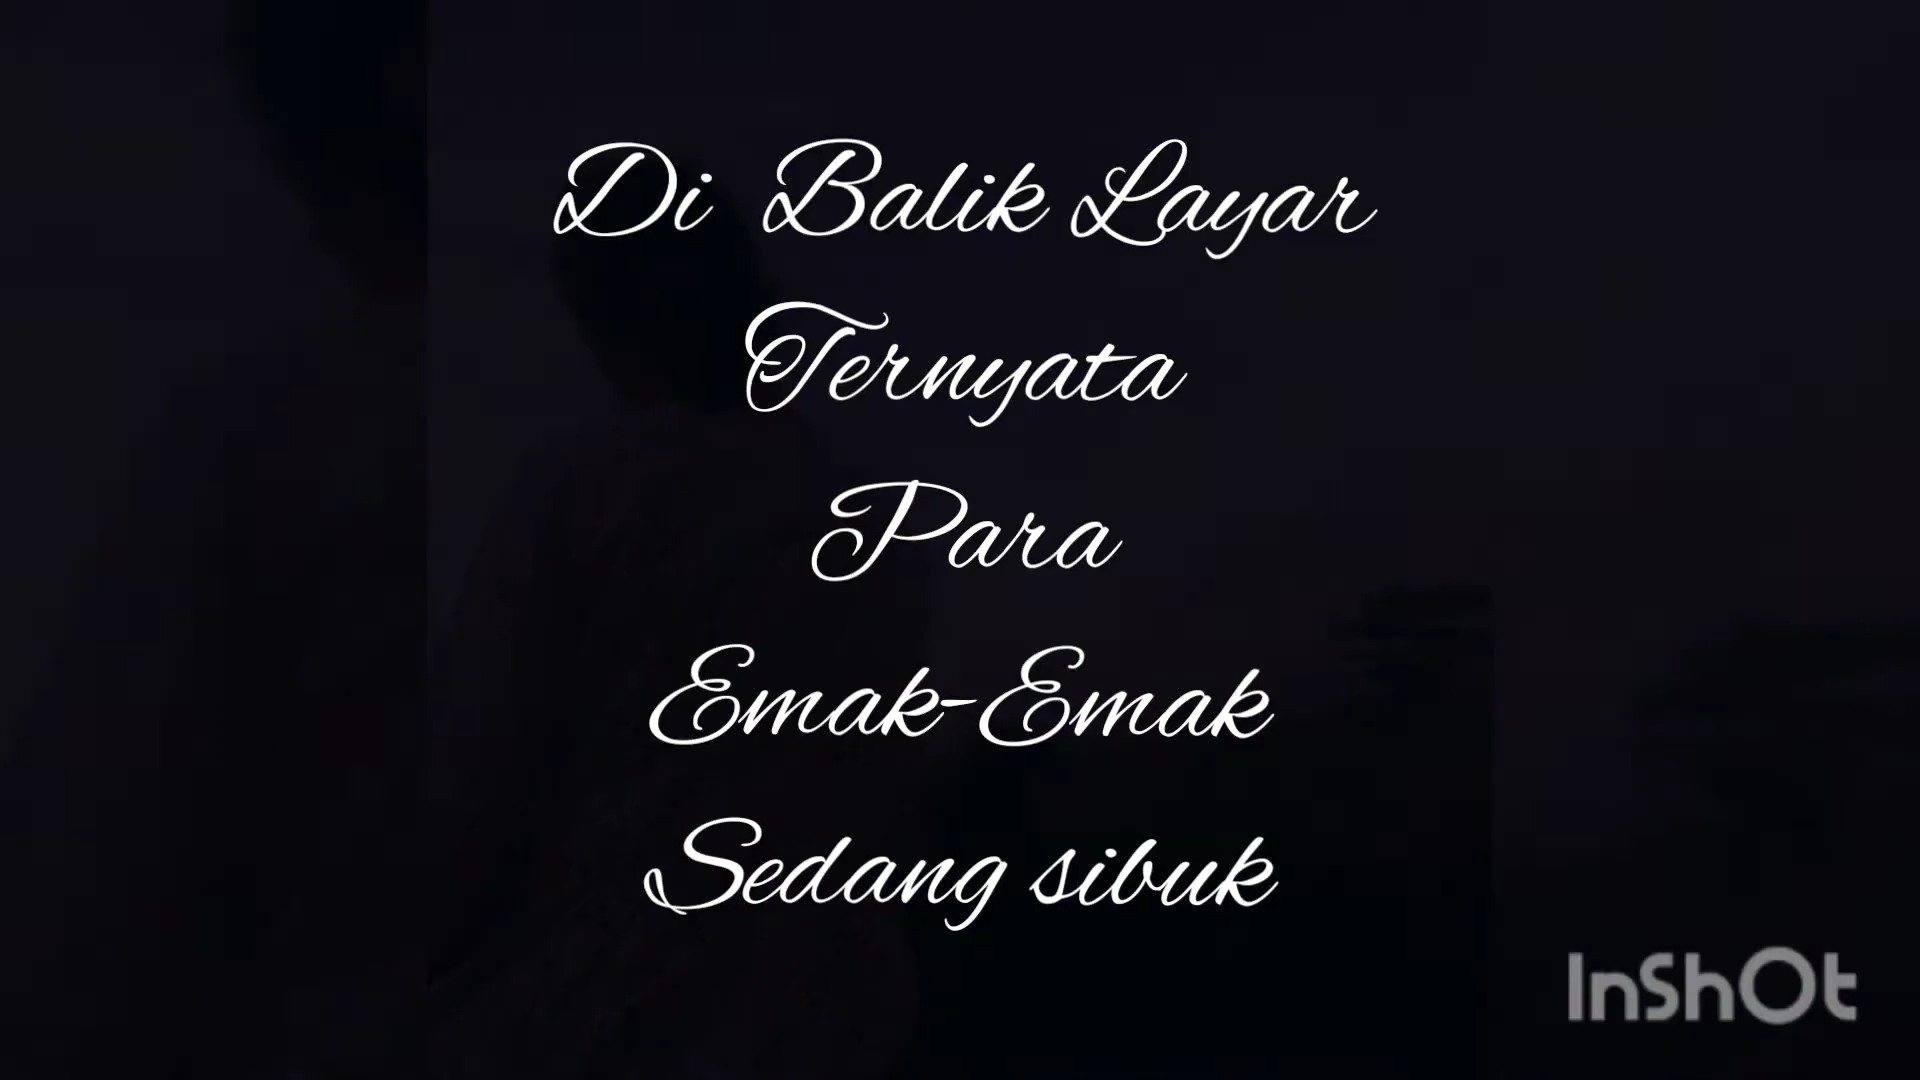 Di Balik Layar
Ternyata
Para
Emak-Emak
Sedang sibuk
InShOt